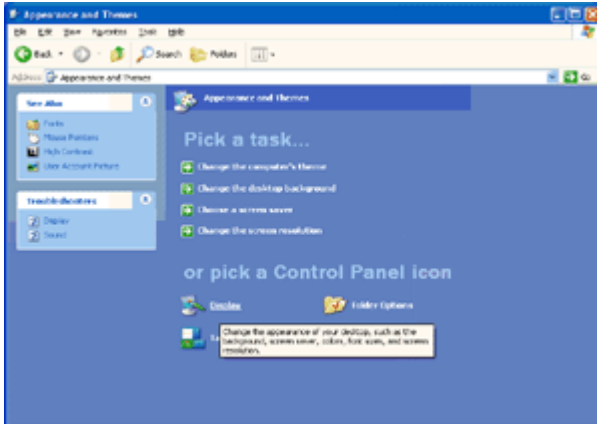 Appearance and Themes
File Edit View Favorites Tools Help
Back Search Folders
Address Appearance and Themes Go
See Also
Fonts
Mouse Pointers
High Contrast
User Account Picture
Troubleshooters
Display
Sound
Appearance and Themes
Pick a task...
Change the computer's theme
Change the desktop background
Choose a screen saver
Change the screen resolution
or pick a Control Panel icon
Display Folder Options
Change the appearance of your desktop, such as the
background, screen saver, colors, font sizes, and screen
resolution.